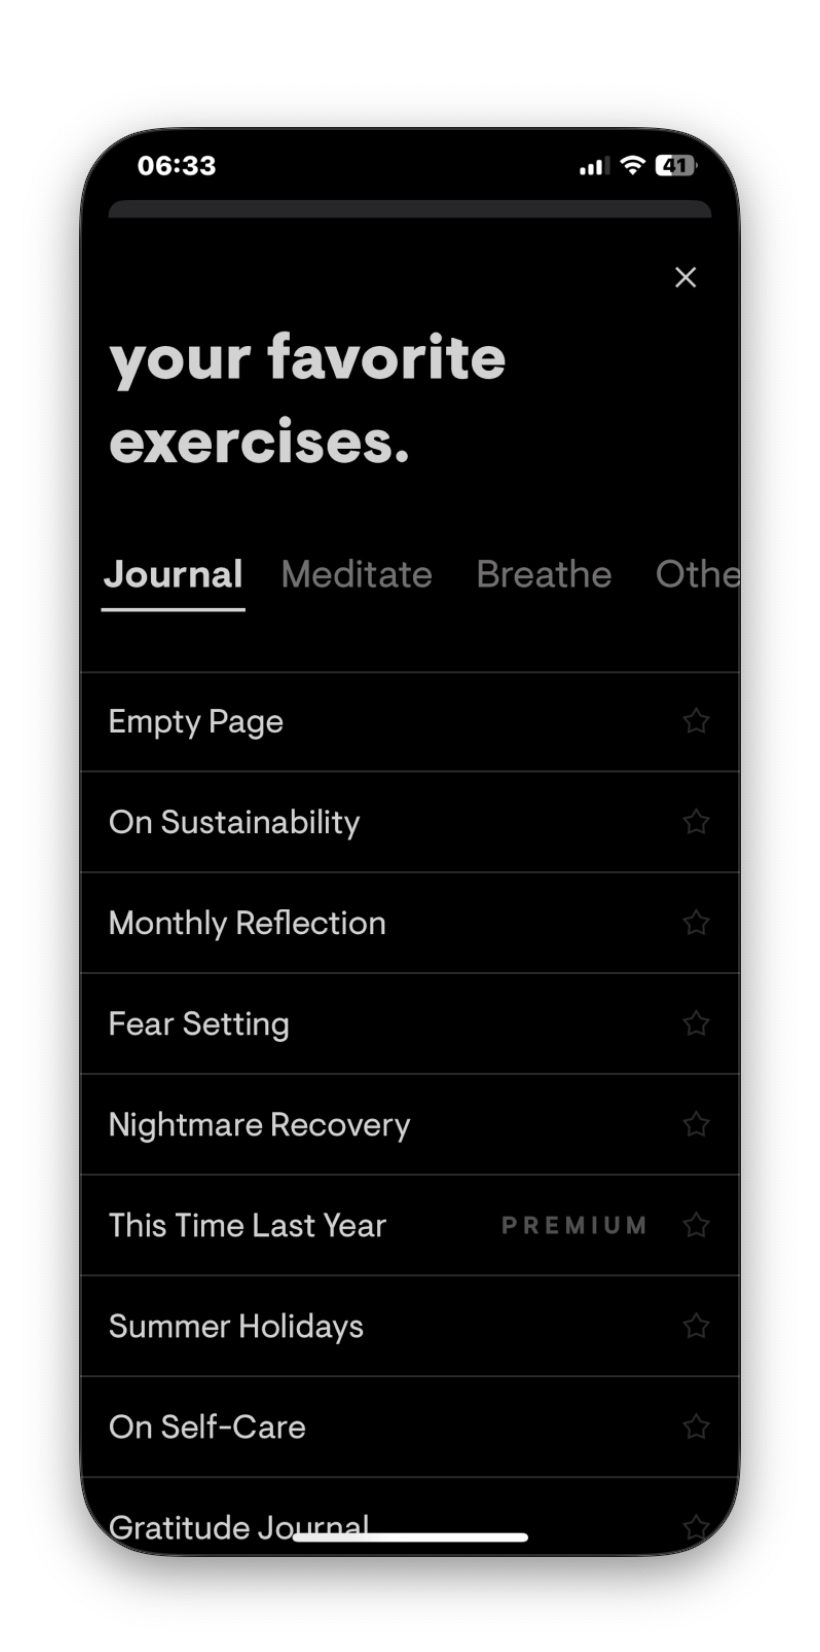 06:33
41
your favorite
exercises.
Journal Meditate Breathe Othe
Empty Page
On Sustainability
Monthly Reflection
Fear Setting
Nightmare Recovery
This Time Last Year PREMIUM
Summer Holidays
On Self-Care
Gratitude Journal